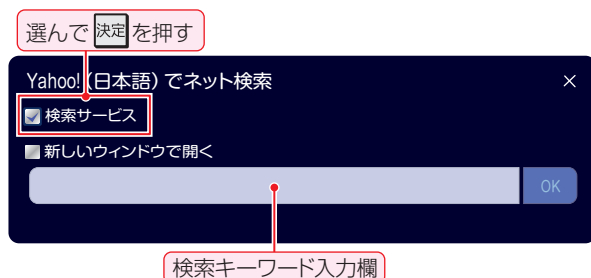 選んで 決定 を押す
Yahoo!(日本語)でネット検索 ×
検索サービス
新しいウィンドウで開く
OK
検索キーワード入力欄